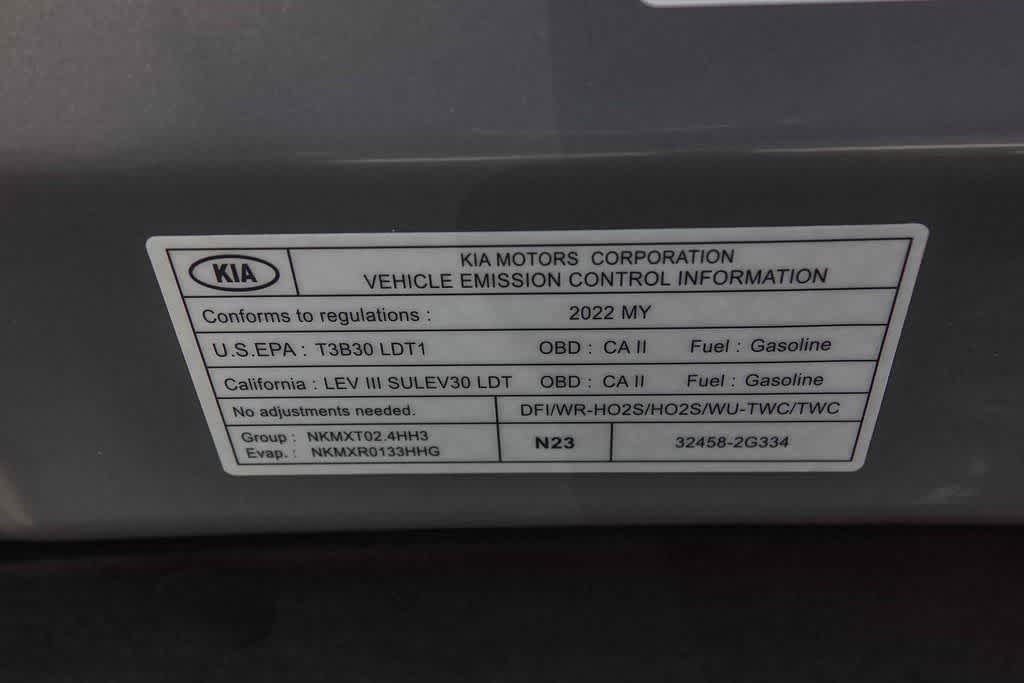 KIA
KIA MOTORS CORPORATION
VEHICLE EMISSION CONTROL INFORMATION
Conforms to regulations : 2022 MY
U.S.EPA : T3B30 LDT1 OBD : CA II Fuel : Gasoline
California : LEV III SULEV30 LDT OBD : CA II Fuel : Gasoline
No adjustments needed. DFI/WR-HO2S/HO2S/WU-TWC/TWC
Group : NKMXT02.4HH3
Evap. : NKMXR0133HHG
N23
32458-2G334